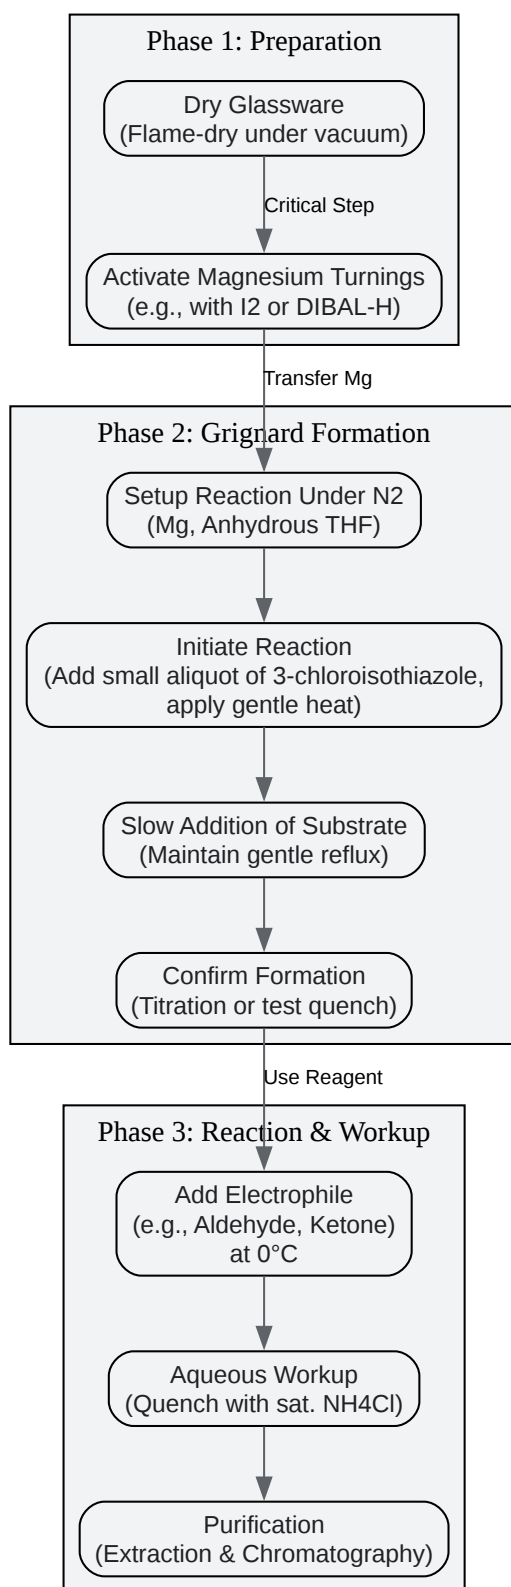 Phase 1: Preparation
Dry Glassware
(Flame-dry under vacuum)
Critical Step
Activate Magnesium Turnings
(e.g., with I2 or DIBAL-H)
Transfer Mg
Phase 2: Grignard Formation
Setup Reaction Under N2
(Mg, Anhydrous THF)
Initiate Reaction
(Add small aliquot of 3-chloroisothiazole,
apply gentle heat)
Slow Addition of Substrate
(Maintain gentle reflux)
Confirm Formation
(Titration or test quench)
Use Reagent
Phase 3: Reaction & Workup
Add Electrophile
(e.g., Aldehyde, Ketone)
at 0°C
Aqueous Workup
(Quench with sat. NH4Cl)
Purification
(Extraction & Chromatography)